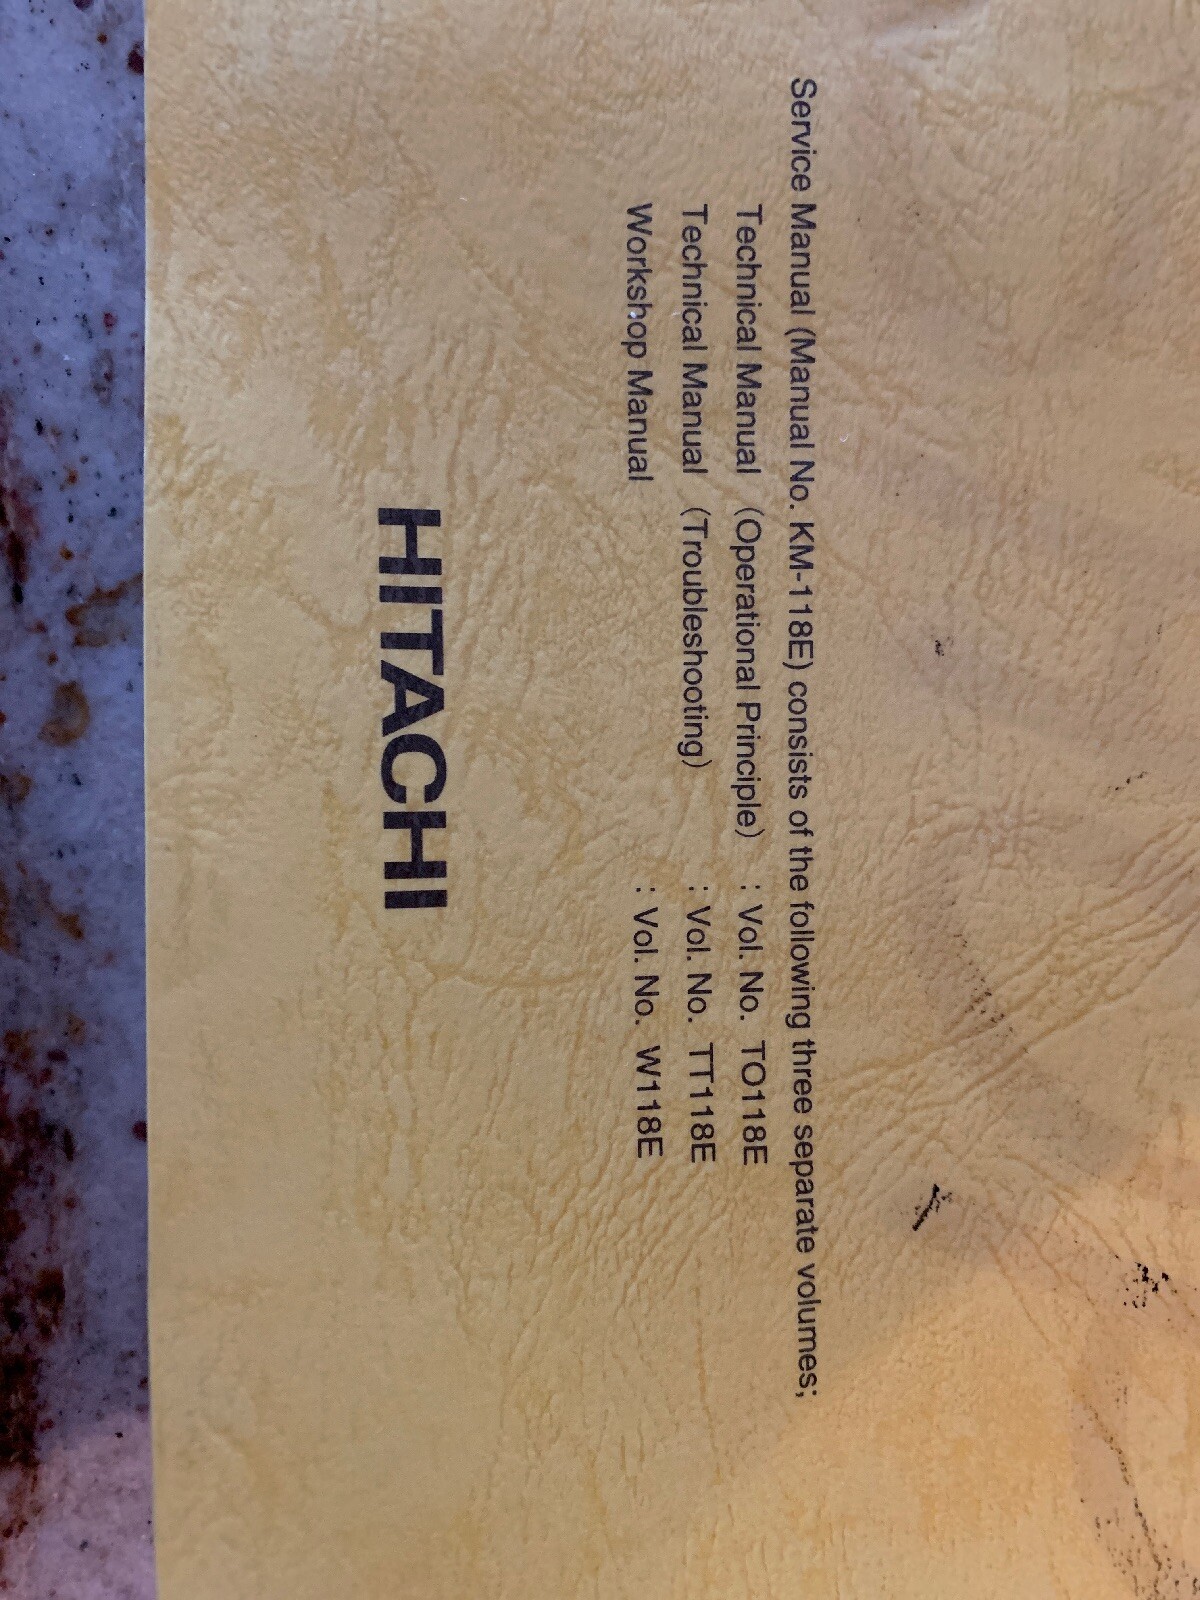 Service Manual (Manual No. KM-118E) consists of the following three separate volumes;
Technical Manual (Operational Principle) : Vol. No. TO118E
Technical Manual (Troubleshooting) : Vol. No. TT118E
Workshop Manual : Vol. No. W118E
HITACHI